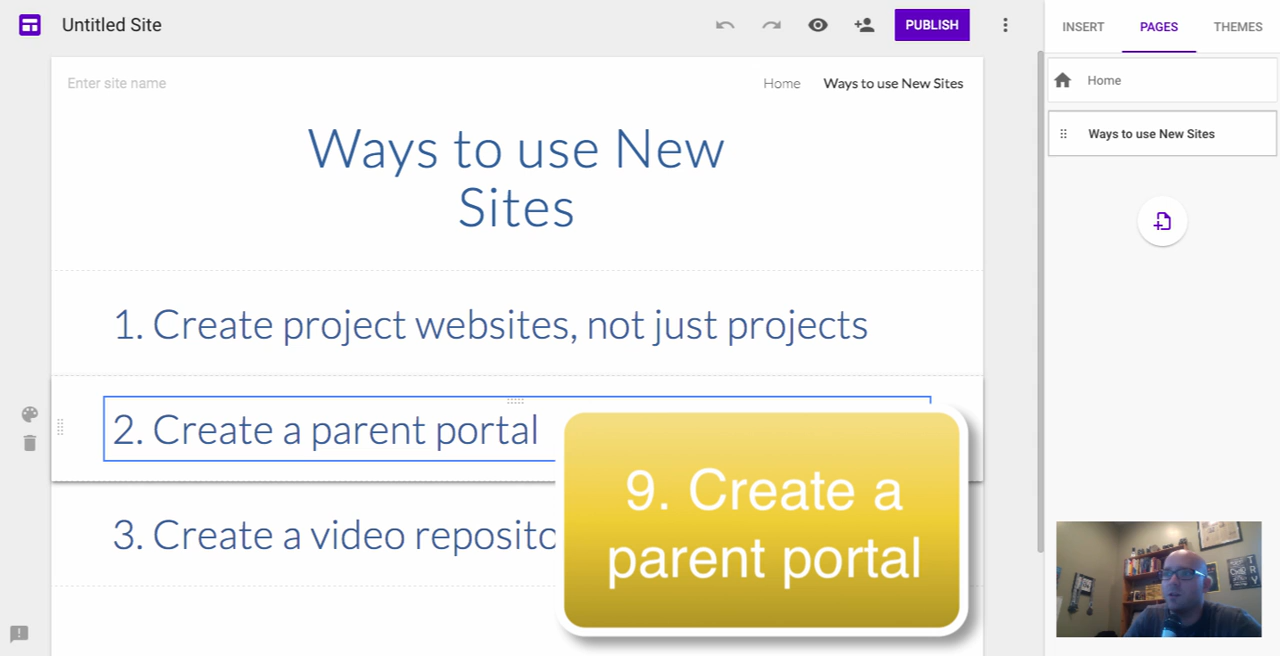 Untitled Site
PUBLISH
INSERT
PAGES
THEMES
Enter site name
Home
Ways to use New Sites
Home
Ways to use New Sites
Ways to use New
Sites
1. Create project websites, not just projects
2. Create a parent portal
3. Create a video
9. Create a
parent portal